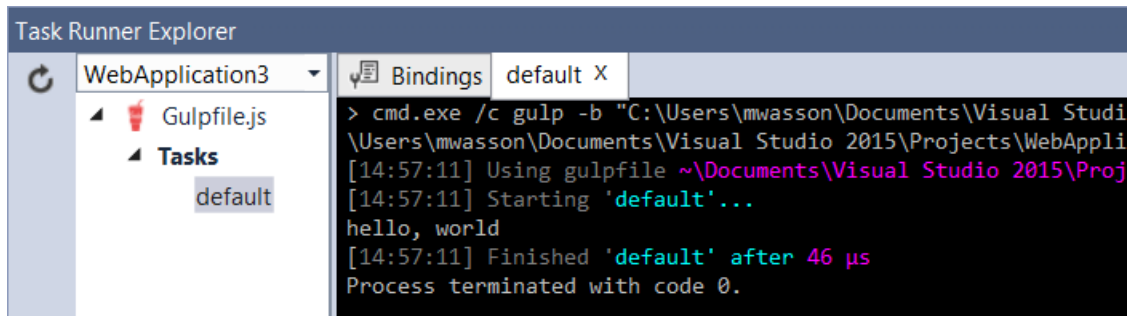 Task Runner Explorer
WebApplication3
Gulpfile.js
Tasks
default
Bindings default X
> cmd.exe /c gulp -b "C:\Users\mwasson\Documents\Visual Studi
\Users\mwasson\Documents\Visual Studio 2015\Projects\WebAppli
[14:57:11] Using gulpfile ~\Documents\Visual Studio 2015\Proj
[14:57:11] Starting 'default'...
hello, world
[14:57:11] Finished 'default' after 46 μs
Process terminated with code 0.